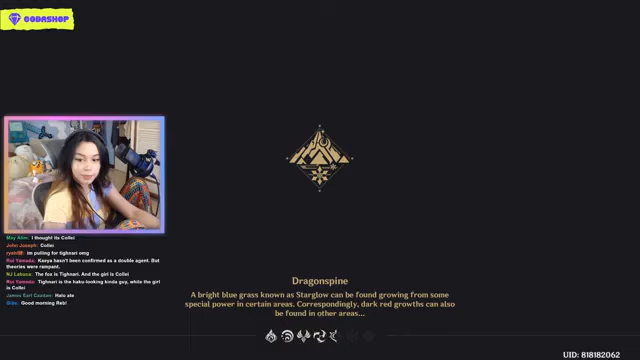 CODASHOP
May Alim: I thought its Collei
John Joseph: Collei
im pulling for tighnari omg
Rui Yamada: Kaeya hasn't been confirmed as a double agent. But
theories were rampant.
NJ Labuca: The fox is Tighnari. And the girl is Collei
Rui Yamada: Tighnari is the haku-looking kinda guy, while the girl
is Collei
James Earl Casdan: Halo ate
Good morning Reb!
Dragonspine
A bright blue grass known as Starglow can be found growing from some
special power in certain areas. Correspondingly, dark red growths can also
be found in other areas...
UID: 818182062